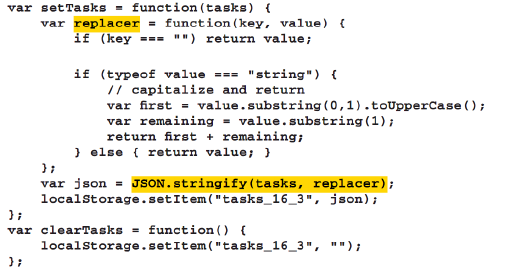 var setTasks = function(tasks) {
    var replacer = function(key, value) {
        if (key === "") return value;

        if (typeof value === "string") {
            // capitalize and return
            var first = value.substring(0,1).toUpperCase();
            var remaining = value.substring(1);
            return first + remaining;
        } else { return value; }
    };
    var json = JSON.stringify(tasks, replacer);
    localStorage.setItem("tasks_16_3", json);
};
var clearTasks = function() {
    localStorage.setItem("tasks_16_3", "");
};